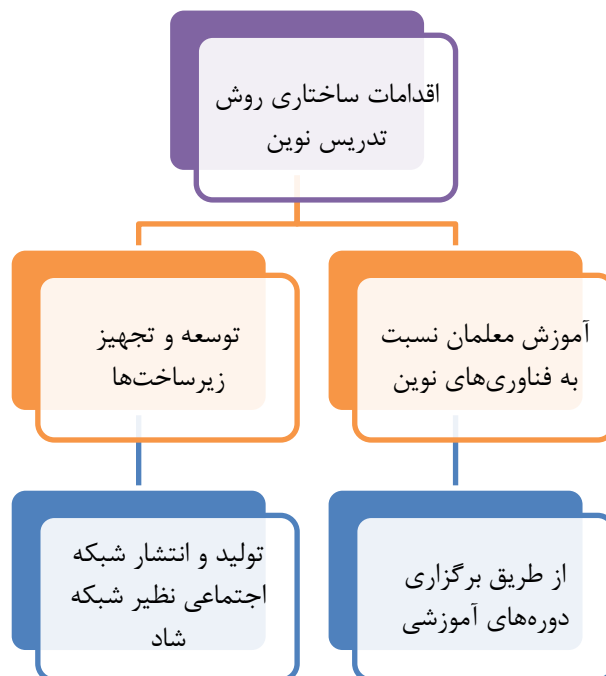 اقدامات ساختاری روش
تدریس نوین
آموزش معلمان نسبت
به فناوری‌های نوین
توسعه و تجهیز
زیرساخت‌ها
از طریق برگزاری
دوره‌های آموزشی
تولید و انتشار شبکه
اجتماعی نظیر شبکه
شاد